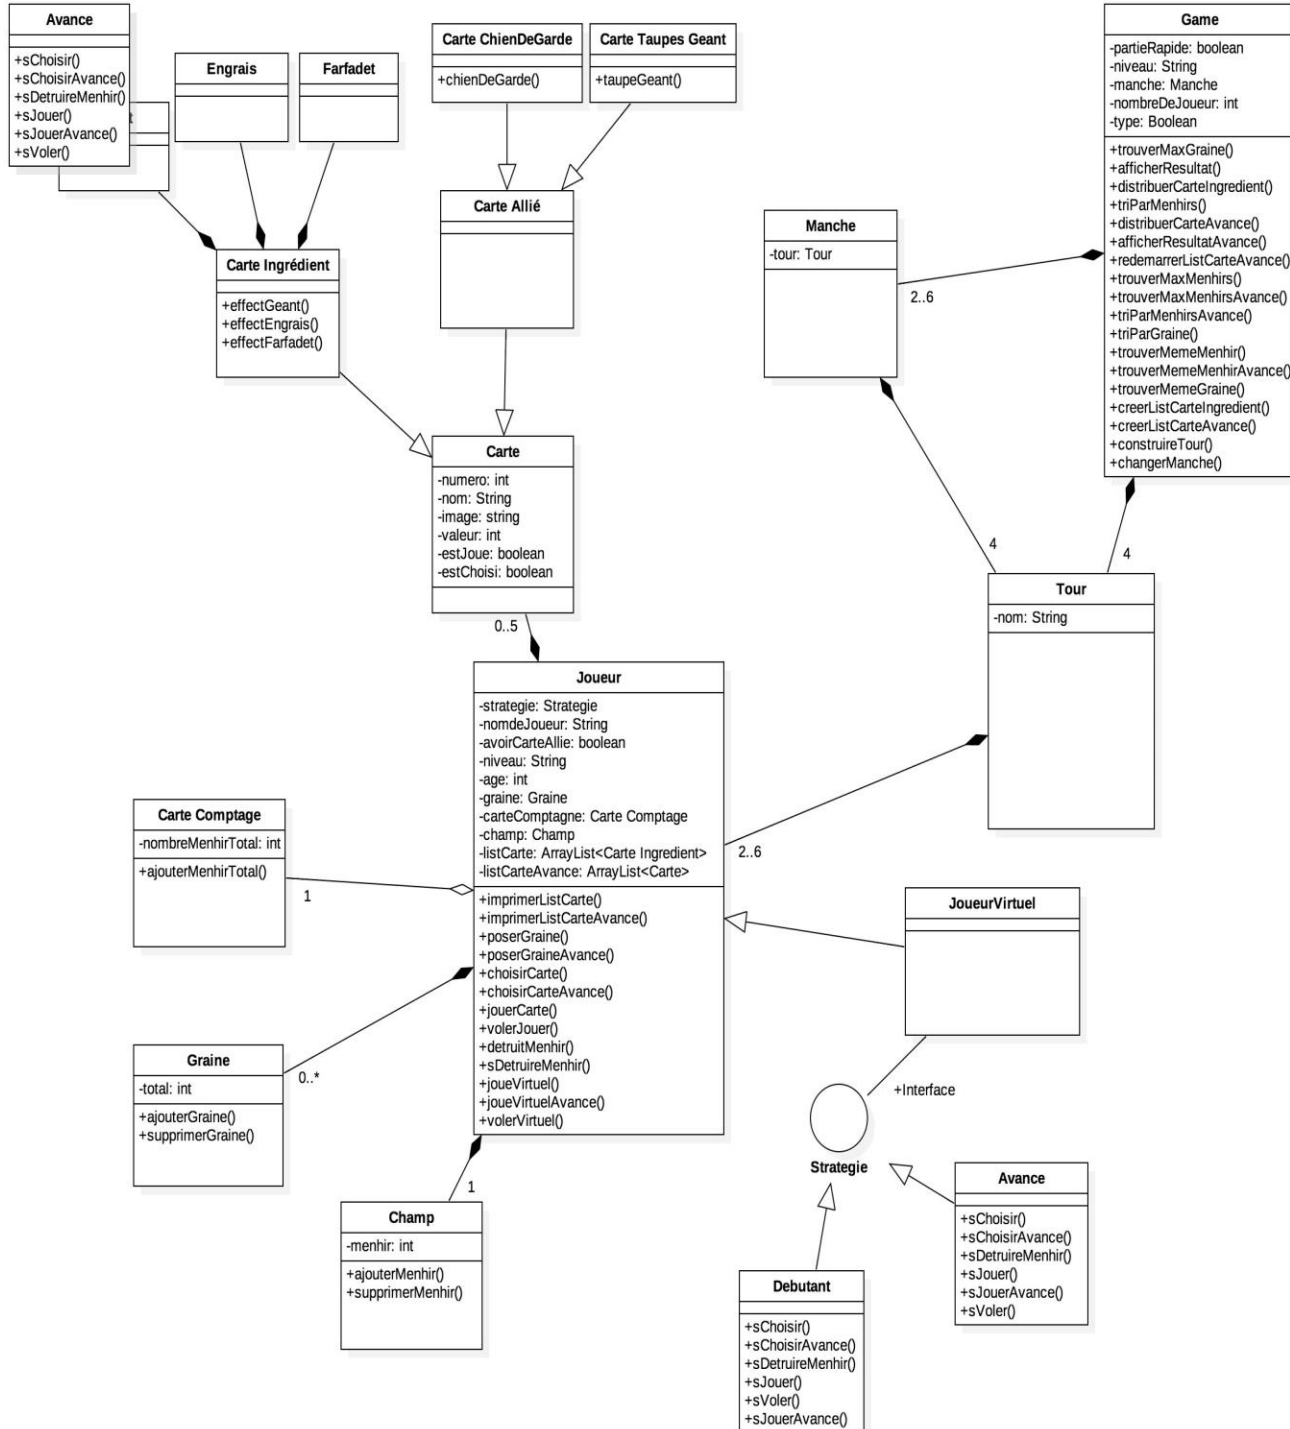 Avance
+sChoisir()
+sChoisirAvance()
+sDetruireMenhir()
+sJouer()
+sJouerAvance()
+sVoler()
t
Engrais
Farfadet
Carte ChienDeGarde
+chienDeGarde()
Carte Taupes Geant
+taupeGeant()
Carte Allié
Carte Ingrédient
+effectGeant()
+effectEngrais()
+effectFarfadet()
Game
-partieRapide: boolean
-niveau: String
-manche: Manche
-nombreDeJoueur: int
-type: Boolean
+trouverMaxGraine()
+afficherResultat()
+distribuerCarteIngredient()
+triParMenhirs()
+distribuerCarteAvance()
+afficherResultatAvance()
+redemarrerListCarteAvance()
+trouverMaxMenhirs()
+trouverMaxMenhirsAvance()
+triParMenhirsAvance()
+triParGraine()
+trouverMemeMenhir()
+trouverMemeMenhirAvance()
+trouverMemeGraine()
+creerListCarteIngredient()
+creerListCarteAvance()
+construireTour()
+changerManche()
Manche
-tour: Tour
2..6
4
4
Tour
-nom: String
Carte
-numero: int
-nom: String
-image: string
-valeur: int
-estJoue: boolean
-estChoisi: boolean
0..5
Joueur
-strategie: Strategie
-nomdeJoueur: String
-avoirCarteAllie: boolean
-niveau: String
-age: int
-graine: Graine
-carteComptagne: Carte Comptage
-champ: Champ
-listCarte: ArrayList<Carte Ingredient>
-listCarteAvance: ArrayList<Carte>
+imprimerListCarte()
+imprimerListCarteAvance()
+poserGraine()
+poserGraineAvance()
+choisirCarte()
+choisirCarteAvance()
+jouerCarte()
+volerJouer()
+detruitMenhir()
+sDetruireMenhir()
+joueVirtuel()
+joueVirtuelAvance()
+volerVirtuel()
2..6
Carte Comptage
-nombreMenhirTotal: int
+ajouterMenhirTotal()
1
Graine
-total: int
+ajouterGraine()
+supprimerGraine()
0..*
1
Champ
-menhir: int
+ajouterMenhir()
+supprimerMenhir()
JoueurVirtuel
+Interface
Strategie
Avance
+sChoisir()
+sChoisirAvance()
+sDetruireMenhir()
+sJouer()
+sJouerAvance()
+sVoler()
Debutant
+sChoisir()
+sChoisirAvance()
+sDetruireMenhir()
+sJouer()
+sVoler()
+sJouerAvance()